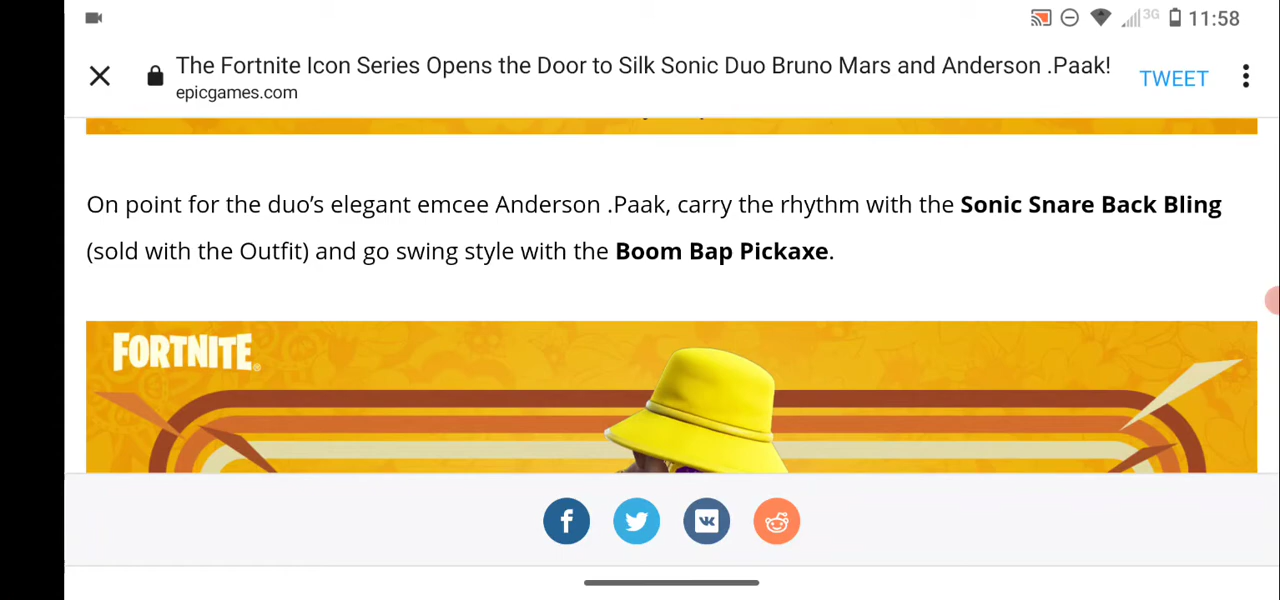 3G 11:58
The Fortnite Icon Series Opens the Door to Silk Sonic Duo Bruno Mars and Anderson .Paak!
epicgames.com
TWEET
On point for the duo’s elegant emcee Anderson .Paak, carry the rhythm with the Sonic Snare Back Bling
(sold with the Outfit) and go swing style with the Boom Bap Pickaxe.
FORTNITE